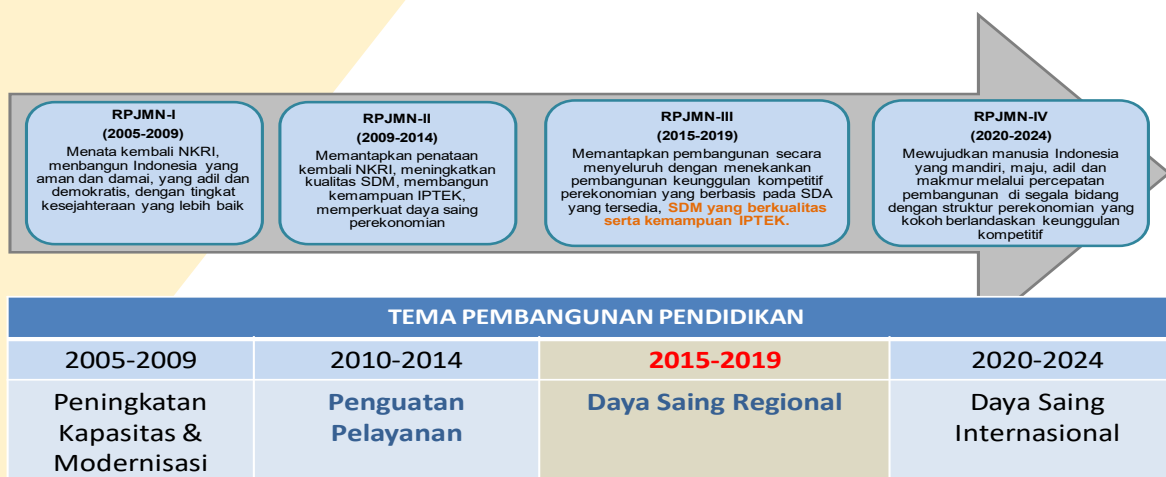 RPJMN-I
(2005-2009)
Menata kembali NKRI,
menbangun Indonesia yang
aman dan damai, yang adil dan
demokratis, dengan tingkat
kesejahteraan yang lebih baik
RPJMN-II
(2009-2014)
Memantapkan penataan
kembali NKRI, meningkatkan
kualitas SDM, membangun
kemampuan IPTEK,
memperkuat daya saing
perekonomian
RPJMN-III
(2015-2019)
Memantapkan pembangunan secara
menyeluruh dengan menekankan
pembangunan keunggulan kompetitif
perekonomian yang berbasis pada SDA
yang tersedia, SDM yang berkualitas
serta kemampuan IPTEK.
RPJMN-IV
(2020-2024)
Mewujudkan manusia Indonesia
yang mandiri, maju, adil dan
makmur melalui percepatan
pembangunan di segala bidang
dengan struktur perekonomian yang
kokoh berlandaskan keunggulan
kompetitif
TEMA PEMBANGUNAN PENDIDIKAN
2005-2009
2010-2014
2015-2019
2020-2024
Peningkatan
Kapasitas &
Modernisasi
Penguatan
Pelayanan
Daya Saing Regional
Daya Saing
Internasional